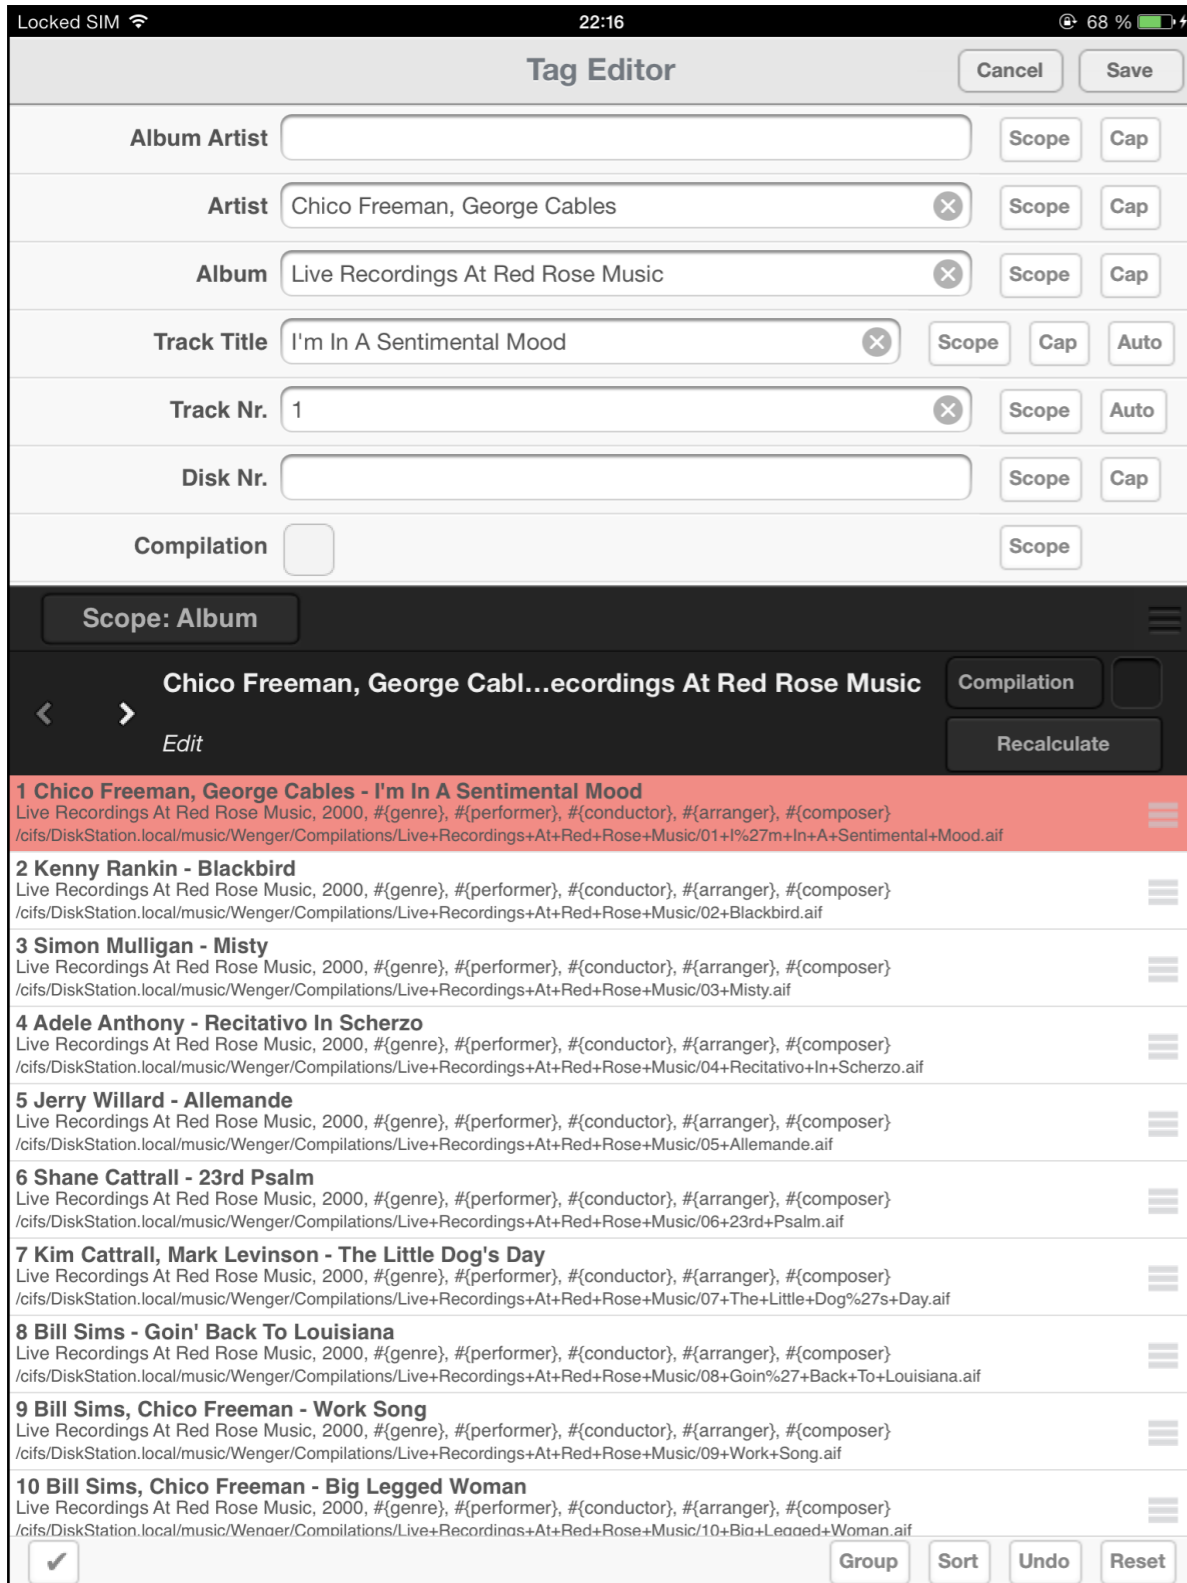 Locked SIM 22:16 68 %
Tag Editor Cancel Save
Album Artist Scope Cap
Artist Chico Freeman, George Cables Scope Cap
Album Live Recordings At Red Rose Music Scope Cap
Track Title I'm In A Sentimental Mood Scope Cap Auto
Track Nr. 1 Scope Auto
Disk Nr. Scope Cap
Compilation Scope
Scope: Album
Chico Freeman, George Cabl...ecordings At Red Rose Music Compilation
Edit Recalculate
1 Chico Freeman, George Cables - I'm In A Sentimental Mood
Live Recordings At Red Rose Music, 2000, #{genre}, #{performer}, #{conductor}, #{arranger}, #{composer}
/cifs/DiskStation.local/music/Wenger/Compilations/Live+Recordings+At+Red+Rose+Music/01+I%27m+In+A+Sentimental+Mood.aif
2 Kenny Rankin - Blackbird
Live Recordings At Red Rose Music, 2000, #{genre}, #{performer}, #{conductor}, #{arranger}, #{composer}
/cifs/DiskStation.local/music/Wenger/Compilations/Live+Recordings+At+Red+Rose+Music/02+Blackbird.aif
3 Simon Mulligan - Misty
Live Recordings At Red Rose Music, 2000, #{genre}, #{performer}, #{conductor}, #{arranger}, #{composer}
/cifs/DiskStation.local/music/Wenger/Compilations/Live+Recordings+At+Red+Rose+Music/03+Misty.aif
4 Adele Anthony - Recitativo In Scherzo
Live Recordings At Red Rose Music, 2000, #{genre}, #{performer}, #{conductor}, #{arranger}, #{composer}
/cifs/DiskStation.local/music/Wenger/Compilations/Live+Recordings+At+Red+Rose+Music/04+Recitativo+In+Scherzo.aif
5 Jerry Willard - Allemande
Live Recordings At Red Rose Music, 2000, #{genre}, #{performer}, #{conductor}, #{arranger}, #{composer}
/cifs/DiskStation.local/music/Wenger/Compilations/Live+Recordings+At+Red+Rose+Music/05+Allemande.aif
6 Shane Cattrall - 23rd Psalm
Live Recordings At Red Rose Music, 2000, #{genre}, #{performer}, #{conductor}, #{arranger}, #{composer}
/cifs/DiskStation.local/music/Wenger/Compilations/Live+Recordings+At+Red+Rose+Music/06+23rd+Psalm.aif
7 Kim Cattrall, Mark Levinson - The Little Dog's Day
Live Recordings At Red Rose Music, 2000, #{genre}, #{performer}, #{conductor}, #{arranger}, #{composer}
/cifs/DiskStation.local/music/Wenger/Compilations/Live+Recordings+At+Red+Rose+Music/07+The+Little+Dog%27s+Day.aif
8 Bill Sims - Goin' Back To Louisiana
Live Recordings At Red Rose Music, 2000, #{genre}, #{performer}, #{conductor}, #{arranger}, #{composer}
/cifs/DiskStation.local/music/Wenger/Compilations/Live+Recordings+At+Red+Rose+Music/08+Goin%27+Back+To+Louisiana.aif
9 Bill Sims, Chico Freeman - Work Song
Live Recordings At Red Rose Music, 2000, #{genre}, #{performer}, #{conductor}, #{arranger}, #{composer}
/cifs/DiskStation.local/music/Wenger/Compilations/Live+Recordings+At+Red+Rose+Music/09+Work+Song.aif
10 Bill Sims, Chico Freeman - Big Legged Woman
Live Recordings At Red Rose Music, 2000, #{genre}, #{performer}, #{conductor}, #{arranger}, #{composer}
/cifs/DiskStation.local/music/Wenger/Compilations/Live+Recordings+At+Red+Rose+Music/10+Big+Legged+Woman.aif
Group Sort Undo Reset